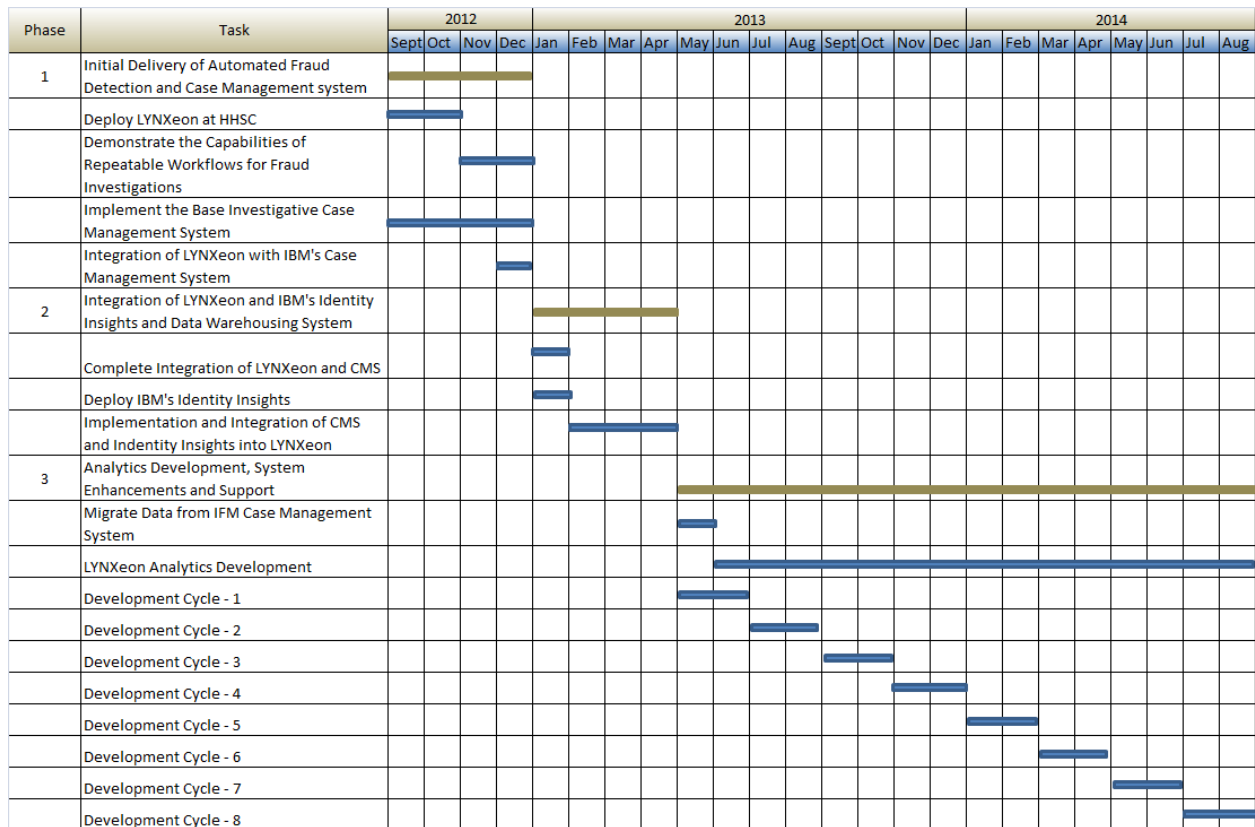 Phase Task 2012 2013 2014
Sept Oct Nov Dec Jan Feb Mar Apr May Jun Jul Aug Sept Oct Nov Dec Jan Feb Mar Apr May Jun Jul Aug
1
Initial Delivery of Automated Fraud
Detection and Case Management system
Deploy LYNXeon at HHSC
Demonstrate the Capabilities of
Repeatable Workflows for Fraud
Investigations
Implement the Base Investigative Case
Management System
Integration of LYNXeon with IBM's Case
Management System
2
Integration of LYNXeon and IBM's Identity
Insights and Data Warehousing System
Complete Integration of LYNXeon and CMS
Deploy IBM's Identity Insights
Implementation and Integration of CMS
and Indentity Insights into LYNXeon
3
Analytics Development, System
Enhancements and Support
Migrate Data from IFM Case Management
System
LYNXeon Analytics Development
Development Cycle - 1
Development Cycle - 2
Development Cycle - 3
Development Cycle - 4
Development Cycle - 5
Development Cycle - 6
Development Cycle - 7
Development Cycle - 8